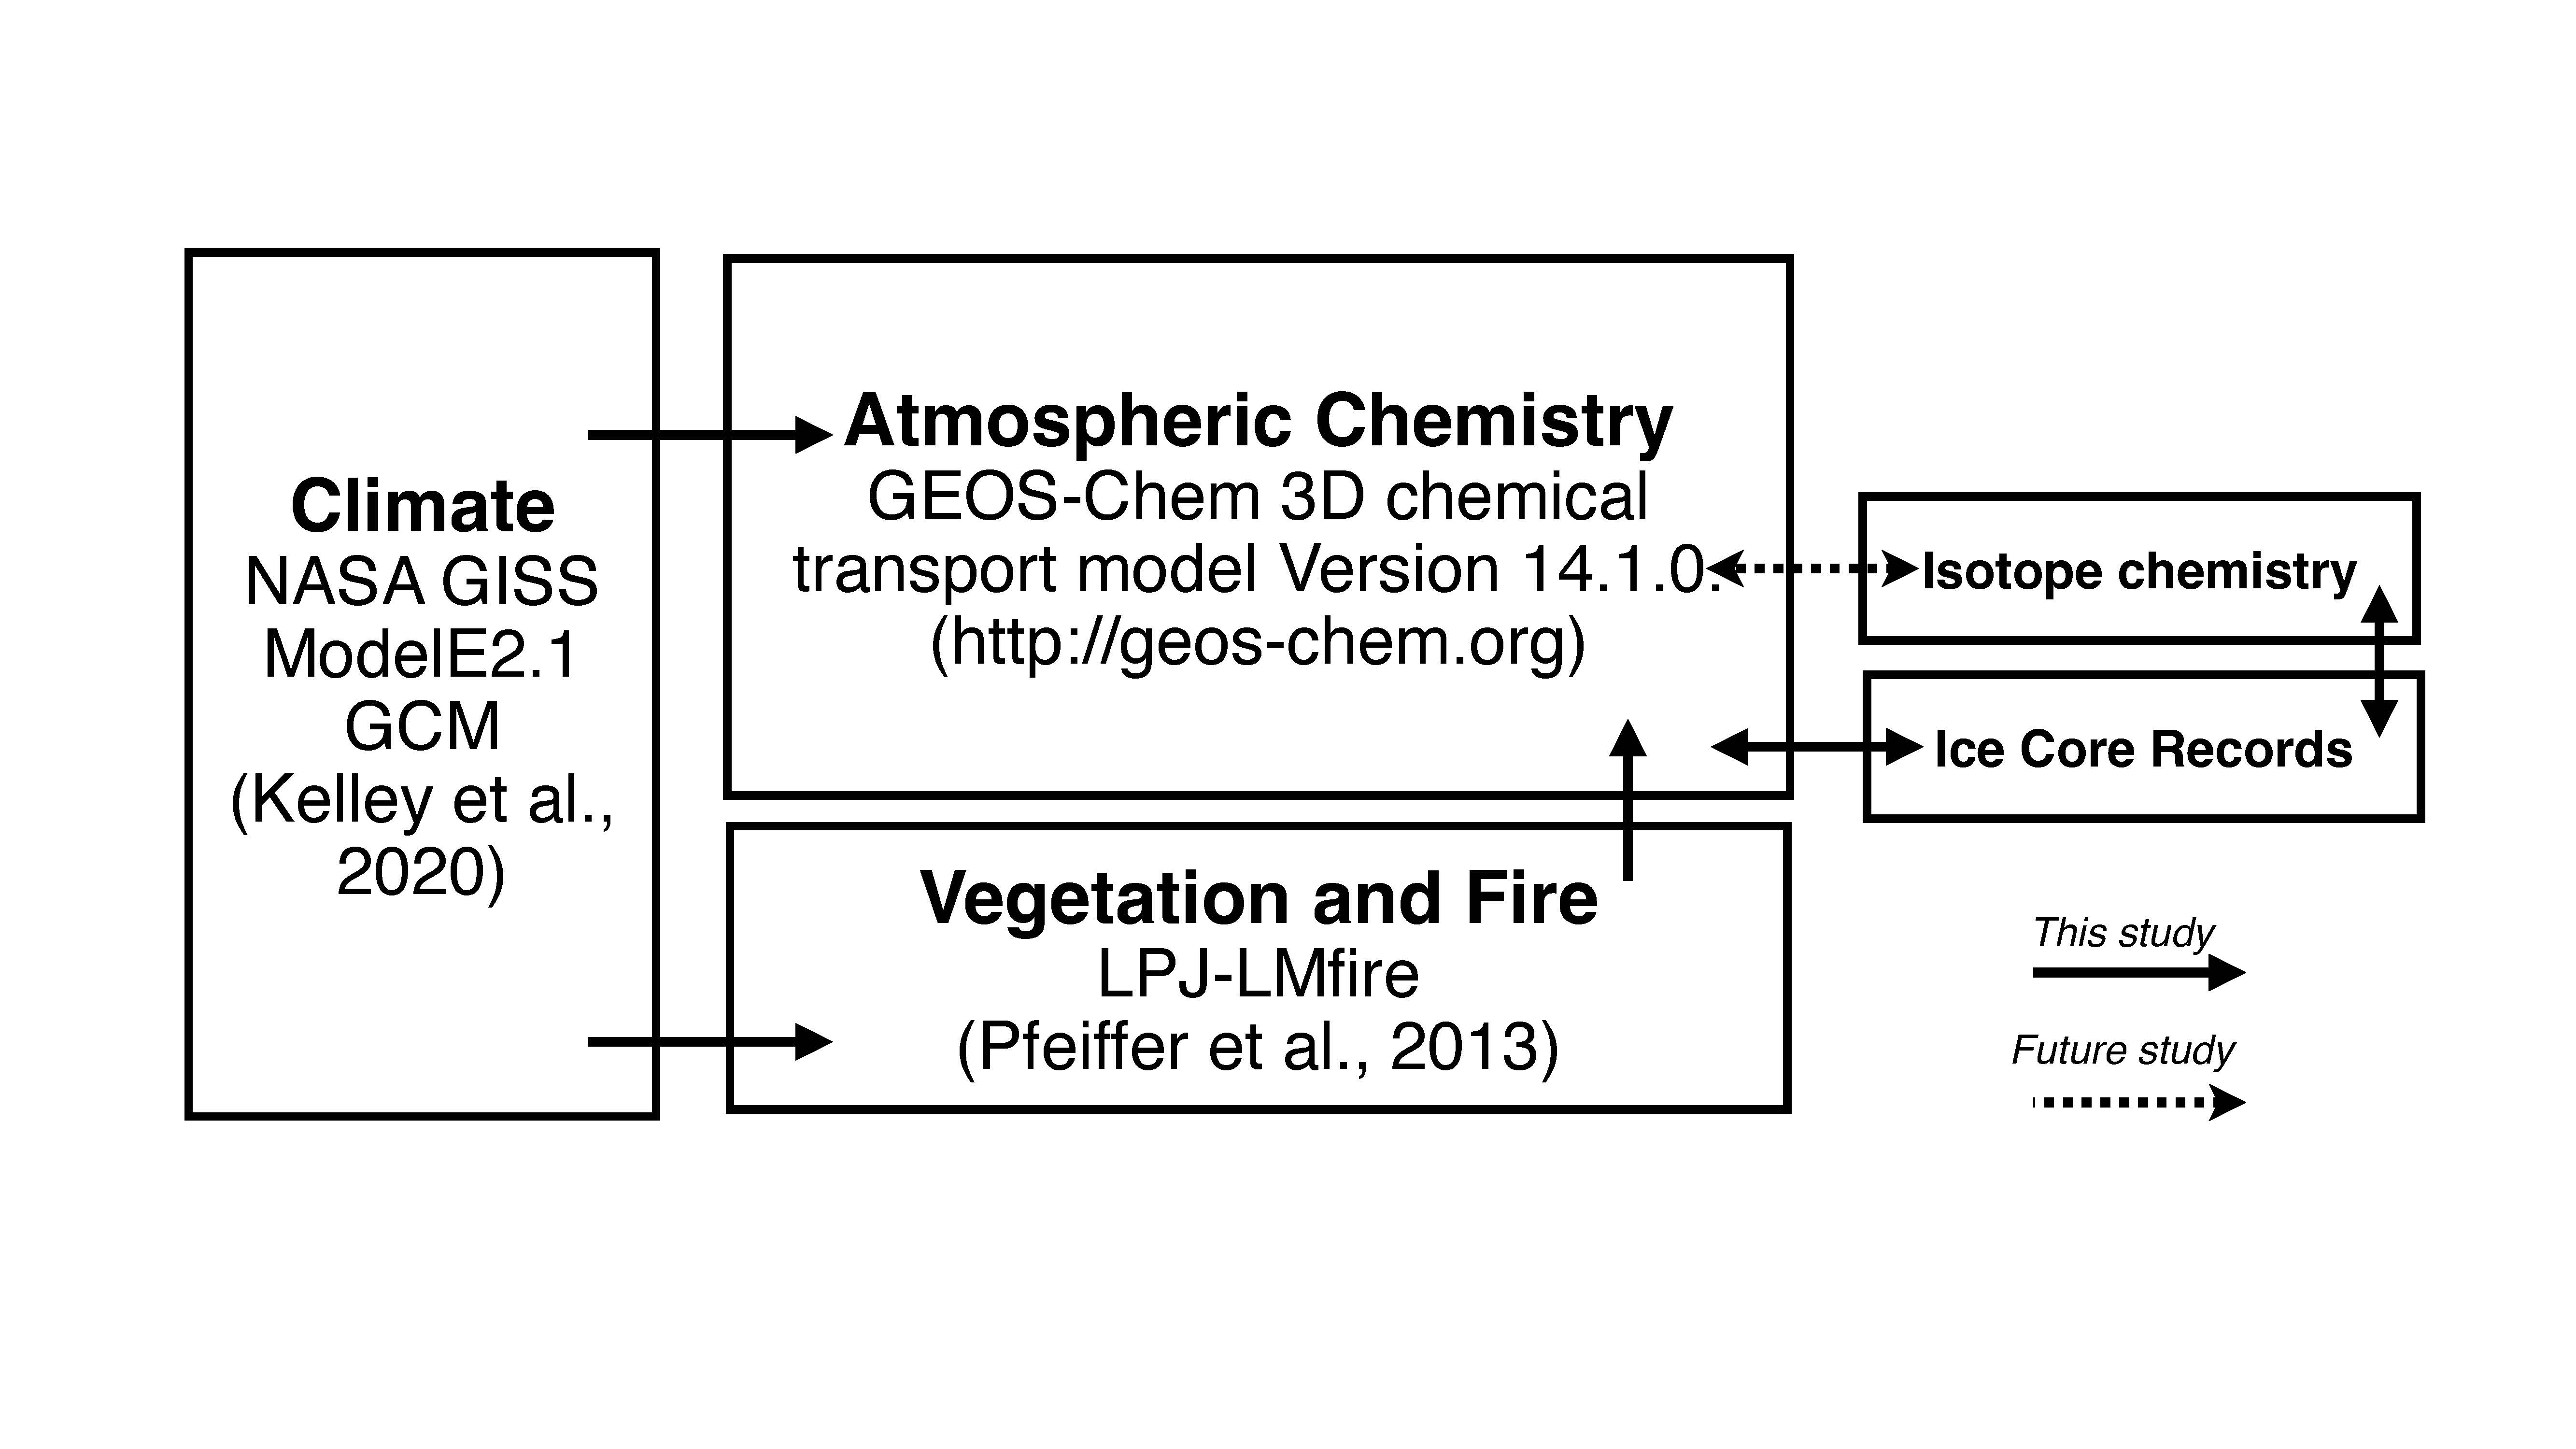 Climate
NASA GISS
ModelE2.1
GCM
(Kelley et al.,
2020)
Atmospheric Chemistry
GEOS-Chem 3D chemical
transport model Version 14.1.0.
(http://geos-chem.org)
Vegetation and Fire
LPJ-LMfire
(Pfeiffer et al., 2013)
Isotope chemistry
Ice Core Records
This study
Future study